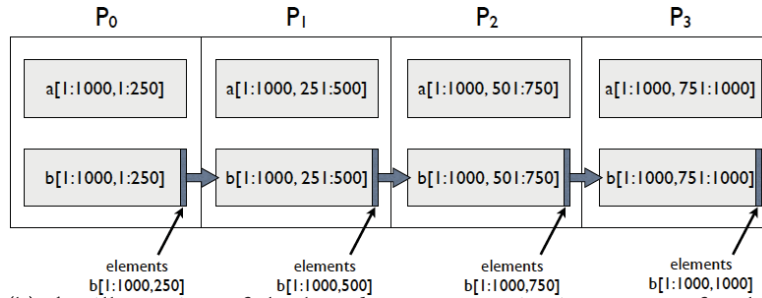 P0 P1 P2 P3
a[1:1000,1:250] a[1:1000, 251:500] a[1:1000, 501:750] a[1:1000, 751:1000]
b[1:1000,1:250] b[1:1000, 251:500] b[1:1000, 501:750] b[1:1000,751:1000]
elements elements elements elements
b[1:1000,250] b[1:1000,500] b[1:1000,750] b[1:1000,1000]